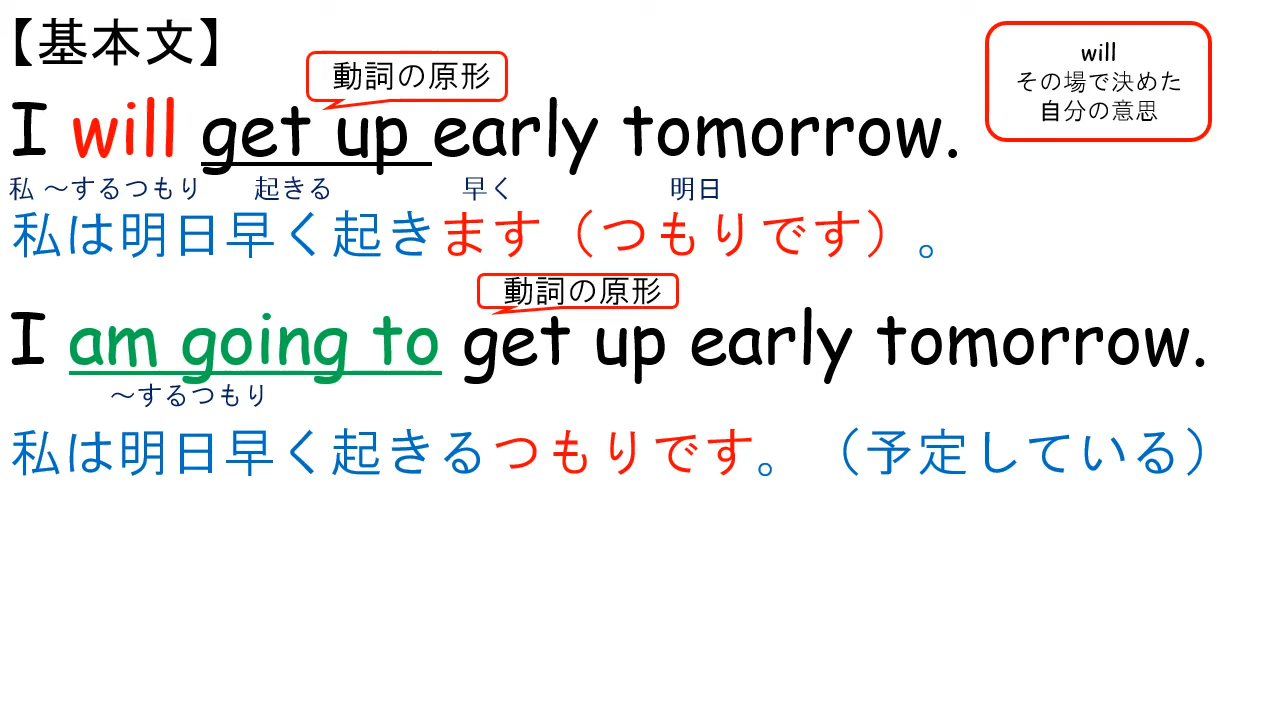 【基本文】
will
その場で決めた
自分の意思
動詞の原形
I will get up early tomorrow.
私 ～するつもり 起きる 早く 明日
私は明日早く起きます（つもりです）。
動詞の原形
I am going to get up early tomorrow.
～するつもり
私は明日早く起きるつもりです。（予定している）